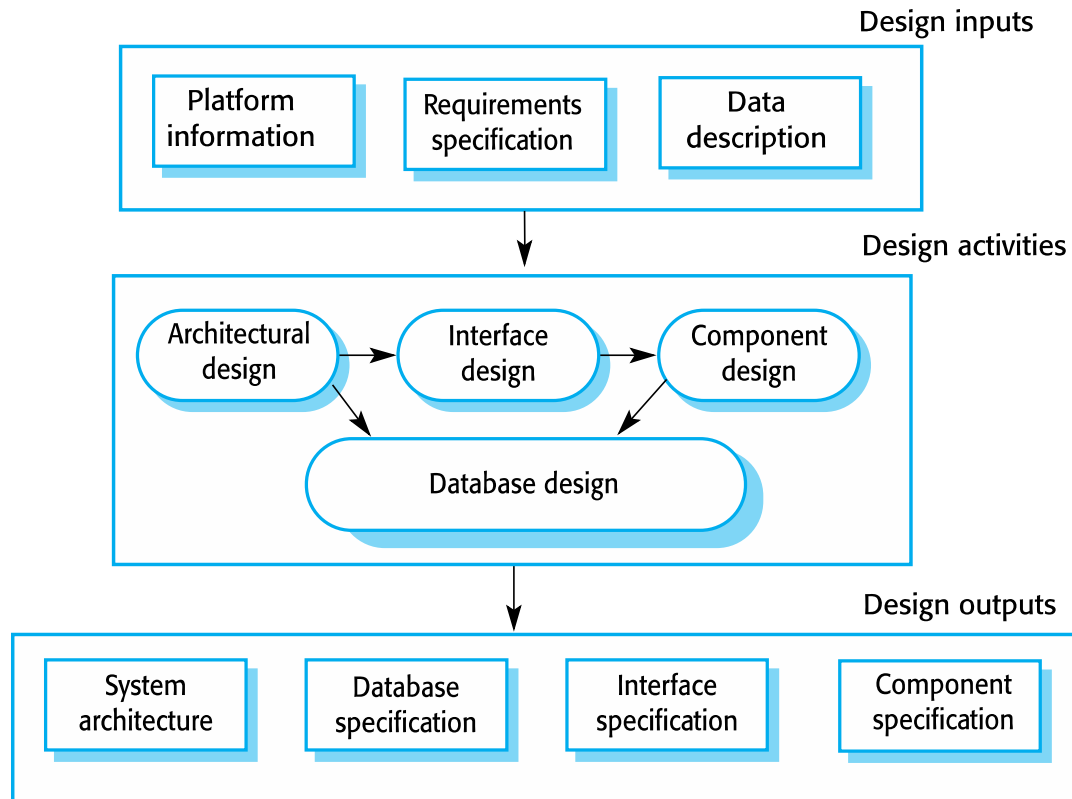 Design inputs
Platform
information
Requirements
specification
Data
description
Design activities
Architectural
design
Interface
design
Component
design
Database design
Design outputs
System
architecture
Database
specification
Interface
specification
Component
specification